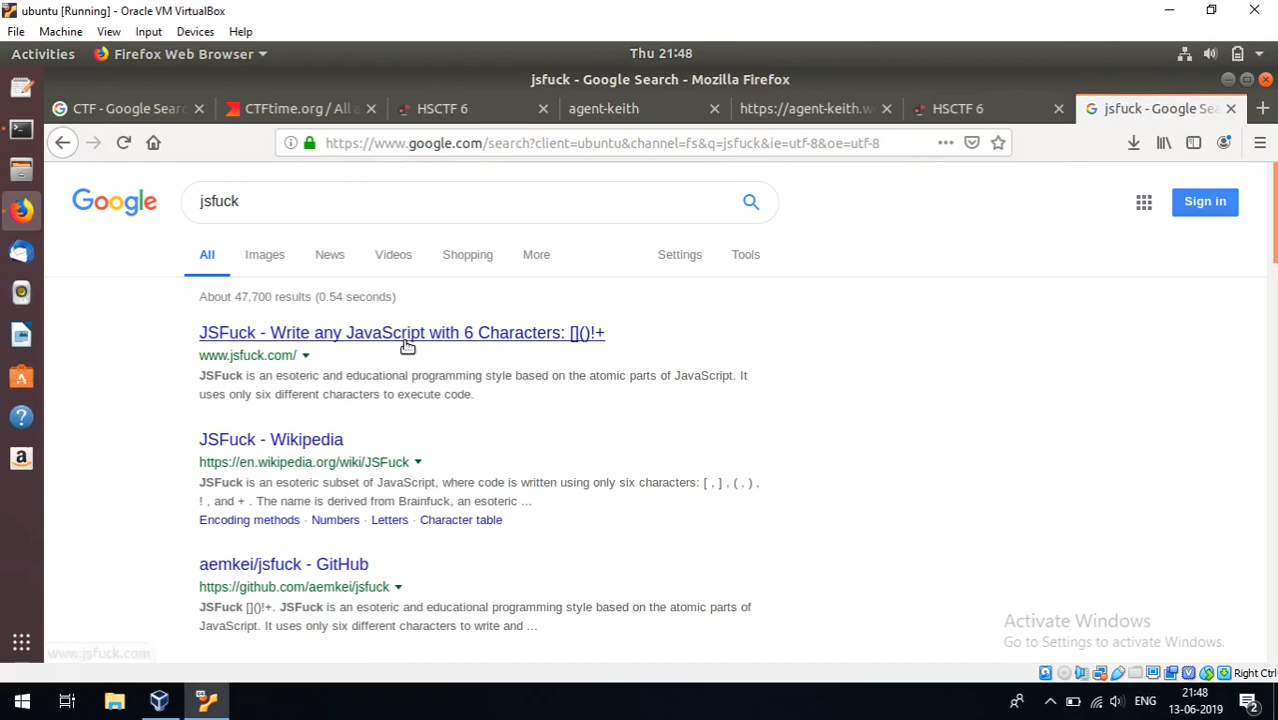 ubuntu [Running] - Oracle VM VirtualBox
File Machine View Input Devices Help
Activities Firefox Web Browser Thu 21:48
jsfuck - Google Search - Mozilla Firefox
CTF - Google Searc CTFtime.org / All a HSCTF 6 agent-keith https://agent-keith.w HSCTF 6 jsfuck - Google Sea
https://www.google.com/search?client=ubuntu&channel=fs&q=jsfuck&ie=utf-8&oe=utf-8
Google jsfuck Sign in
All Images News Videos Shopping More Settings Tools
About 47,700 results (0.54 seconds)
JSFuck - Write any JavaScript with 6 Characters: []()!+
www.jsfuck.com/
JSFuck is an esoteric and educational programming style based on the atomic parts of JavaScript. It
uses only six different characters to execute code.
JSFuck - Wikipedia
https://en.wikipedia.org/wiki/JSFuck
JSFuck is an esoteric subset of JavaScript, where code is written using only six characters: [ , ] , ( , ) ,
! , and + . The name is derived from Brainfuck, an esoteric ...
Encoding methods · Numbers · Letters · Character table
aemkei/jsfuck - GitHub
https://github.com/aemkei/jsfuck
JSFuck []()!+. JSFuck is an esoteric and educational programming style based on the atomic parts of
JavaScript. It uses only six different characters to write and ...
Activate Windows
Go to Settings to activate Windows.
www.jsfuck.com
Right Ctrl
ENG 21:48
13-06-2019
2